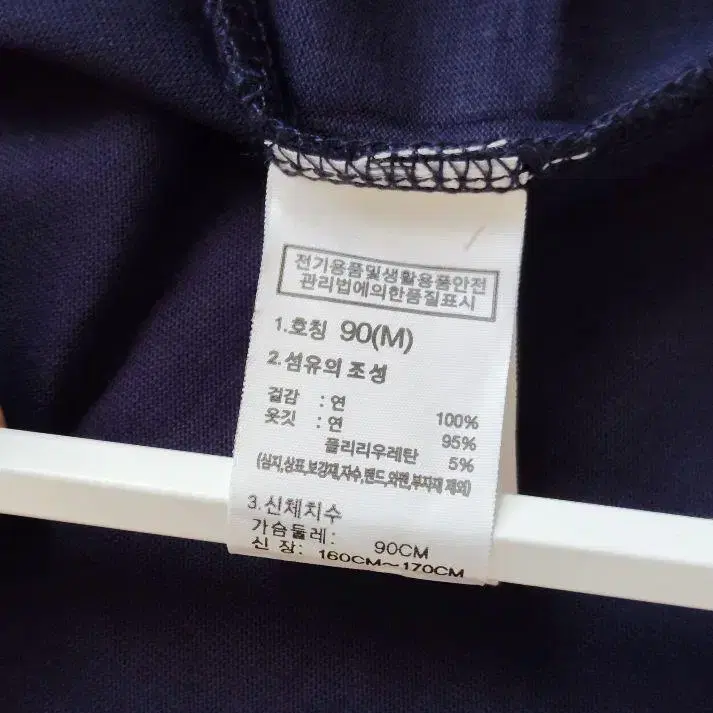 전기용품및생활용품안전
관리법에의한품질표시
1.호칭 90(M)
2.섬유의 조성
겉감 : 면 100%
옷깃 : 면 95%
폴리우레탄 5%
(심지,상표,보강재,자수,밴드,외편,부자재 제외)
3.신체치수
가슴둘레: 90CM
신 장: 160CM~170CM